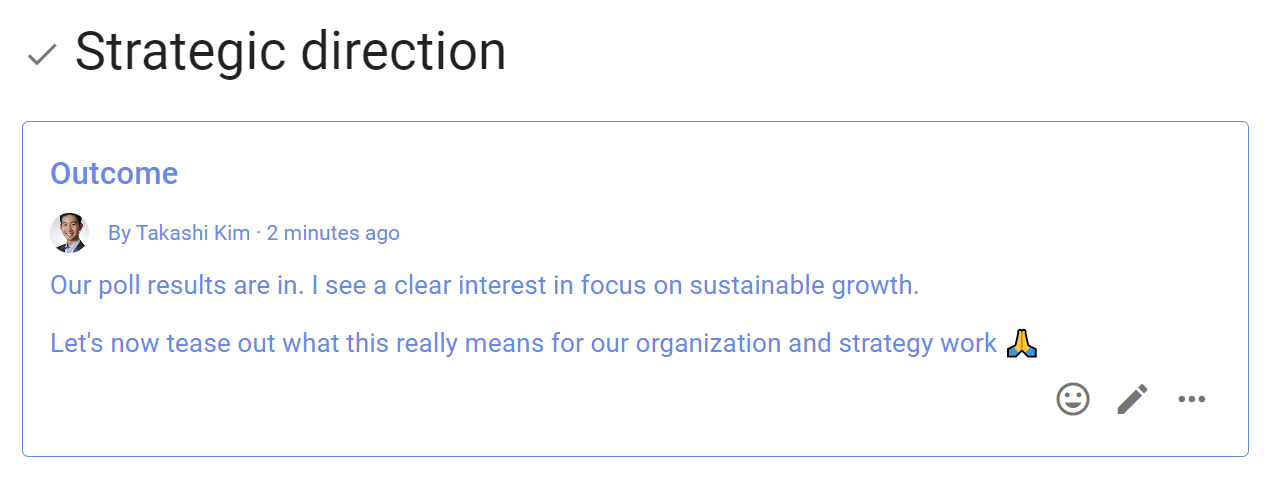 Strategic direction
Outcome
By Takashi Kim · 2 minutes ago
Our poll results are in. I see a clear interest in focus on sustainable growth.
Let's now tease out what this really means for our organization and strategy work 🙏